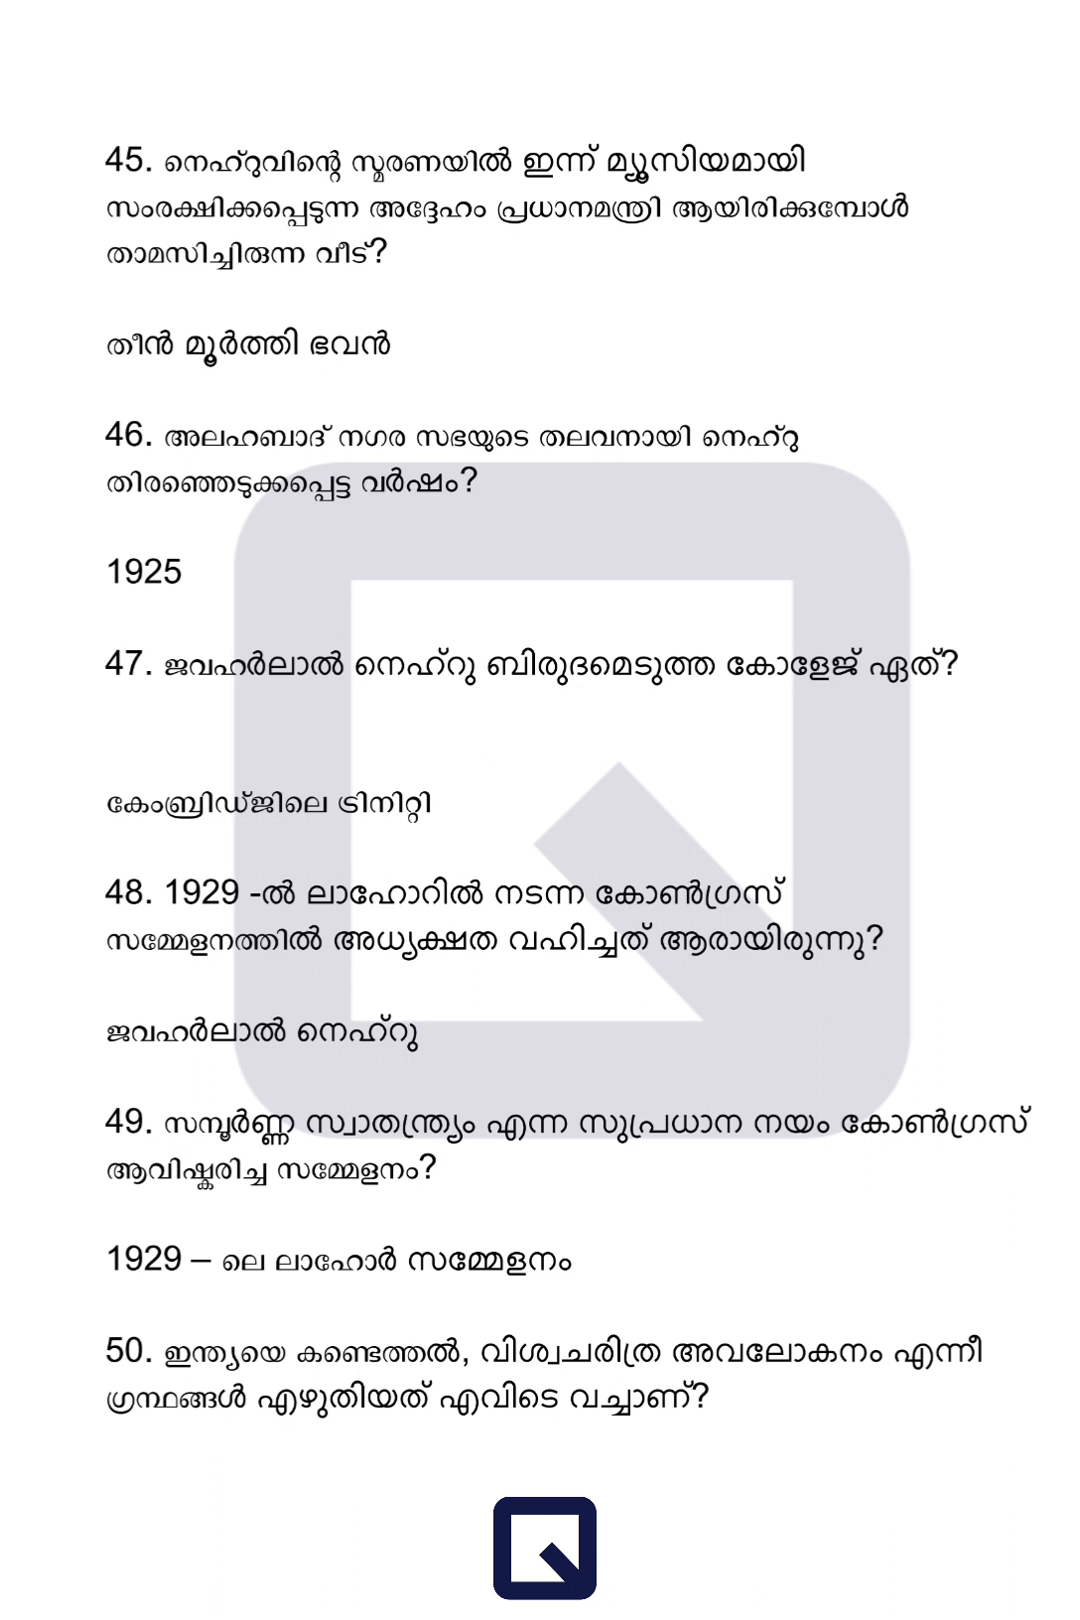 45. നെഹ്റുവിന്റെ സ്മരണയിൽ ഇന്ന് മ്യൂസിയമായി
സംരക്ഷിക്കപ്പെടുന്ന അദ്ദേഹം പ്രധാനമന്ത്രി ആയിരിക്കുമ്പോൾ
താമസിച്ചിരുന്ന വീട്?
തീൻ മൂർത്തി ഭവൻ
46. അലഹബാദ് നഗര സഭയുടെ തലവനായി നെഹ്റു
തിരഞ്ഞെടുക്കപ്പെട്ട വർഷം?
1925
47. ജവഹർലാൽ നെഹ്റു ബിരുദമെടുത്ത കോളേജ് ഏത്?
കേംബ്രിഡ്ജിലെ ട്രിനിറ്റി
48. 1929 -ൽ ലാഹോറിൽ നടന്ന കോൺഗ്രസ്
സമ്മേളനത്തിൽ അധ്യക്ഷത വഹിച്ചത് ആരായിരുന്നു?
ജവഹർലാൽ നെഹ്റു
49. സമ്പൂർണ്ണ സ്വാതന്ത്ര്യം എന്ന സുപ്രധാന നയം കോൺഗ്രസ്
ആവിഷ്കരിച്ച സമ്മേളനം?
1929 – ലെ ലാഹോർ സമ്മേളനം
50. ഇന്ത്യയെ കണ്ടെത്തൽ, വിശ്വചരിത്ര അവലോകനം എന്നീ
ഗ്രന്ഥങ്ങൾ എഴുതിയത് എവിടെ വച്ചാണ്?